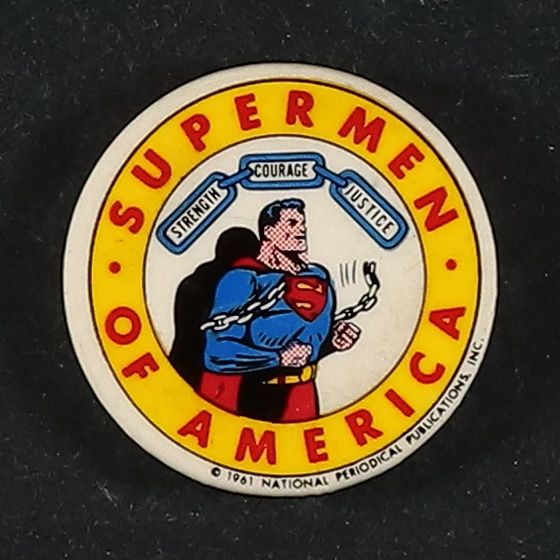 SUPERMEN
OF AMERICA
STRENGTH
COURAGE
JUSTICE
S
© 1961 NATIONAL PERIODICAL PUBLICATIONS, INC.